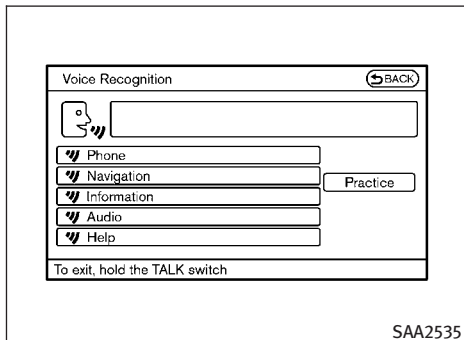 Voice Recognition
BACK
Phone
Navigation
Practice
Information
Audio
Help
To exit, hold the TALK switch
SAA2535